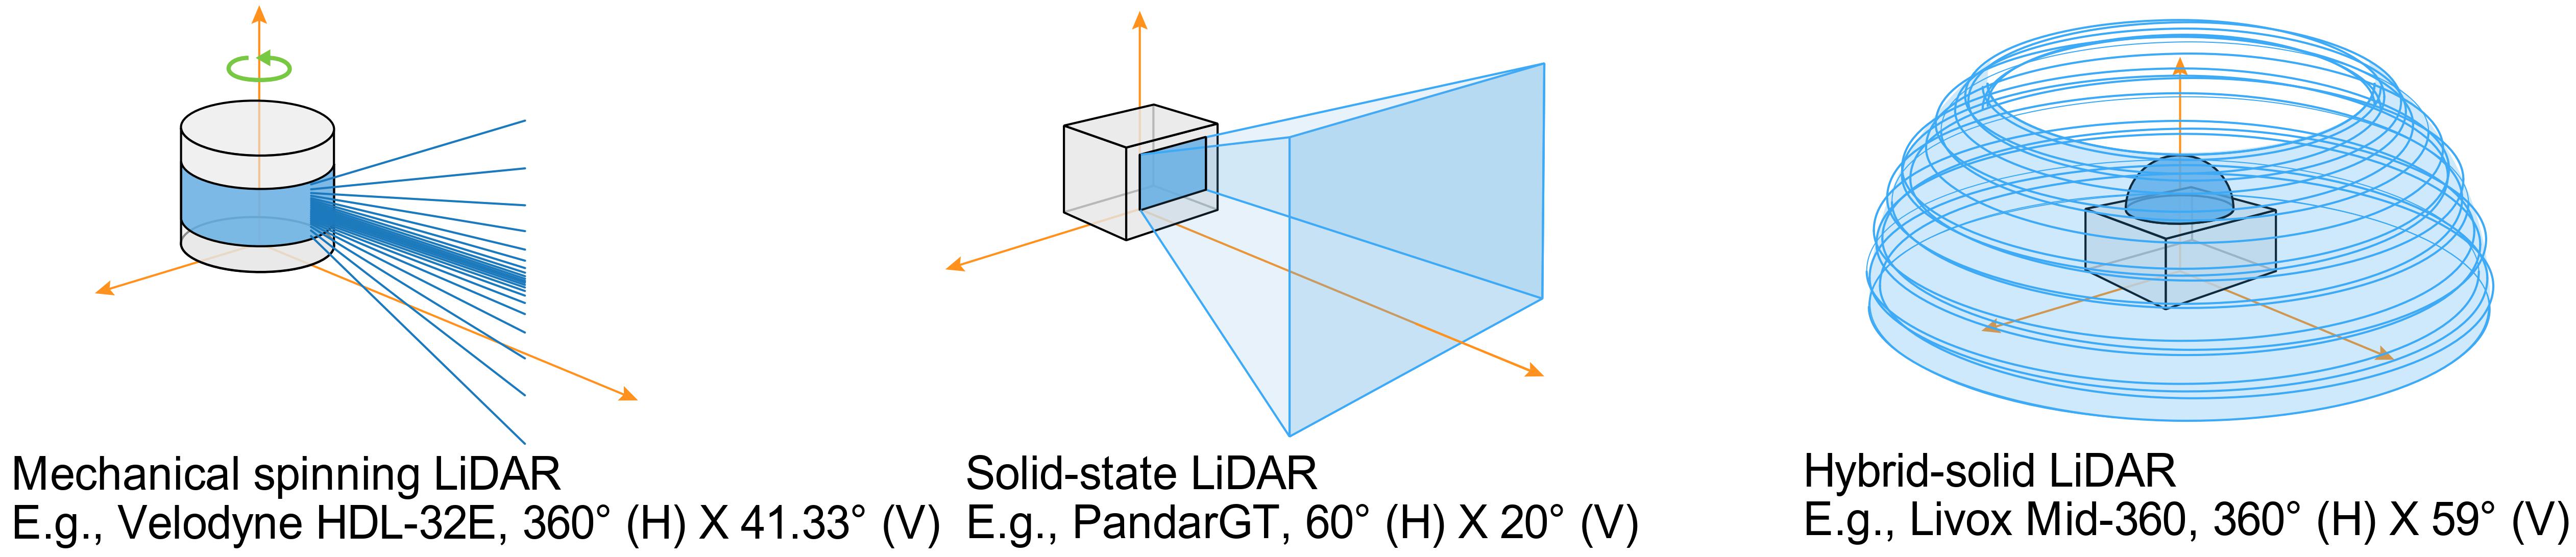 Mechanical spinning LiDAR
E.g., Velodyne HDL-32E, 360° (H) X 41.33° (V)
Solid-state LiDAR
E.g., PandarGT, 60° (H) X 20° (V)
Hybrid-solid LiDAR
E.g., Livox Mid-360, 360° (H) X 59° (V)